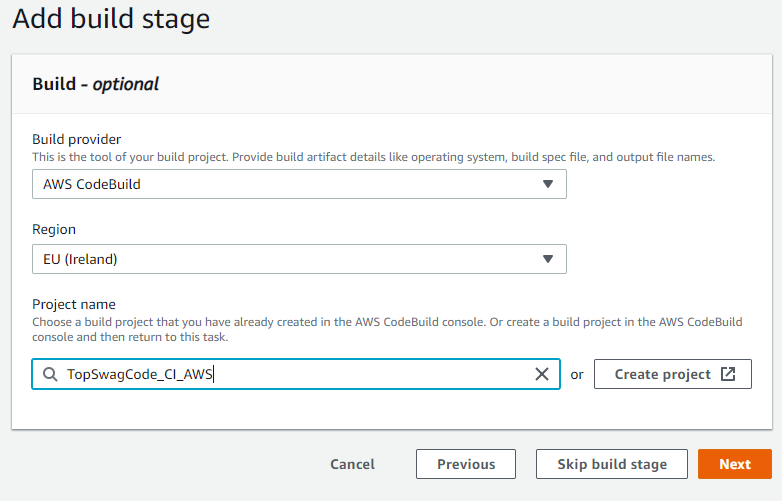 Add build stage
Build - optional
Build provider
This is the tool of your build project. Provide build artifact details like operating system, build spec file, and output file names.
AWS CodeBuild
Region
EU (Ireland)
Project name
Choose a build project that you have already created in the AWS CodeBuild console. Or create a build project in the AWS CodeBuild
console and then return to this task.
TopSwagCode_CI_AWS or Create project
Cancel Previous Skip build stage Next